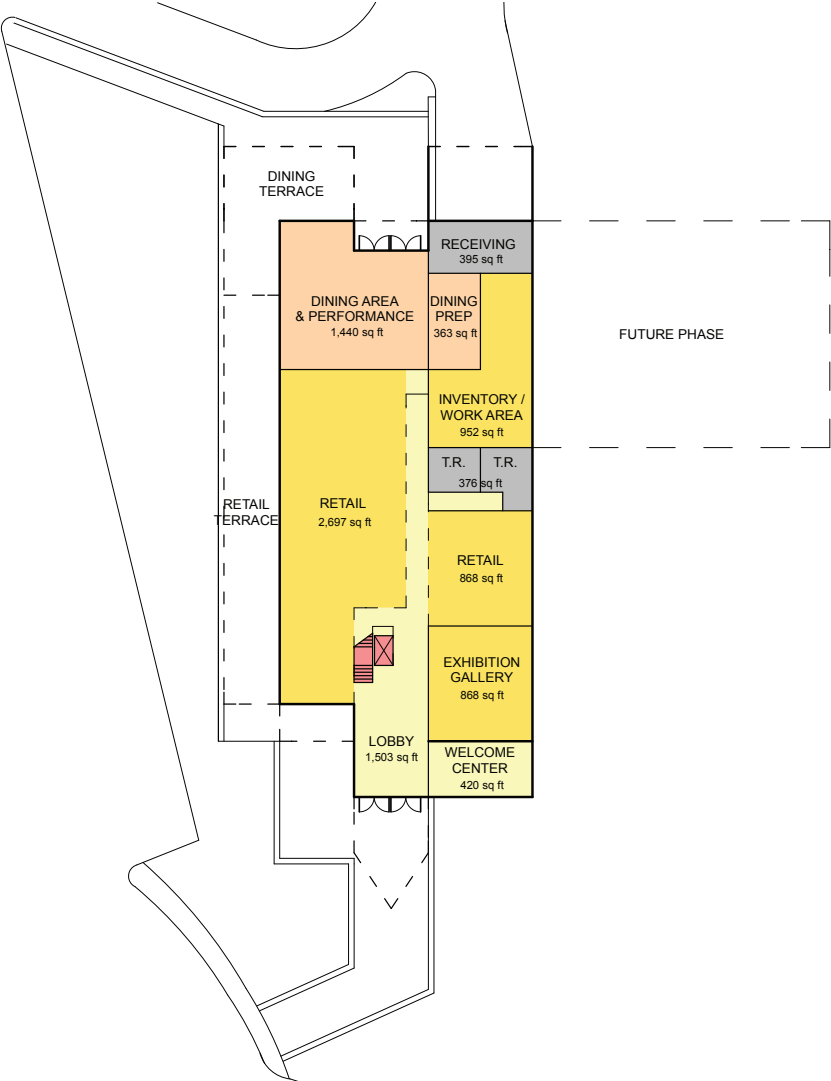 DINING
TERRACE
RECEIVING
395 sq ft
DINING AREA
& PERFORMANCE
1,440 sq ft
DINING
PREP
363 sq ft
FUTURE PHASE
INVENTORY /
WORK AREA
952 sq ft
T.R.
T.R.
376 sq ft
RETAIL
TERRACE
RETAIL
2,697 sq ft
RETAIL
868 sq ft
EXHIBITION
GALLERY
868 sq ft
LOBBY
1,503 sq ft
WELCOME
CENTER
420 sq ft